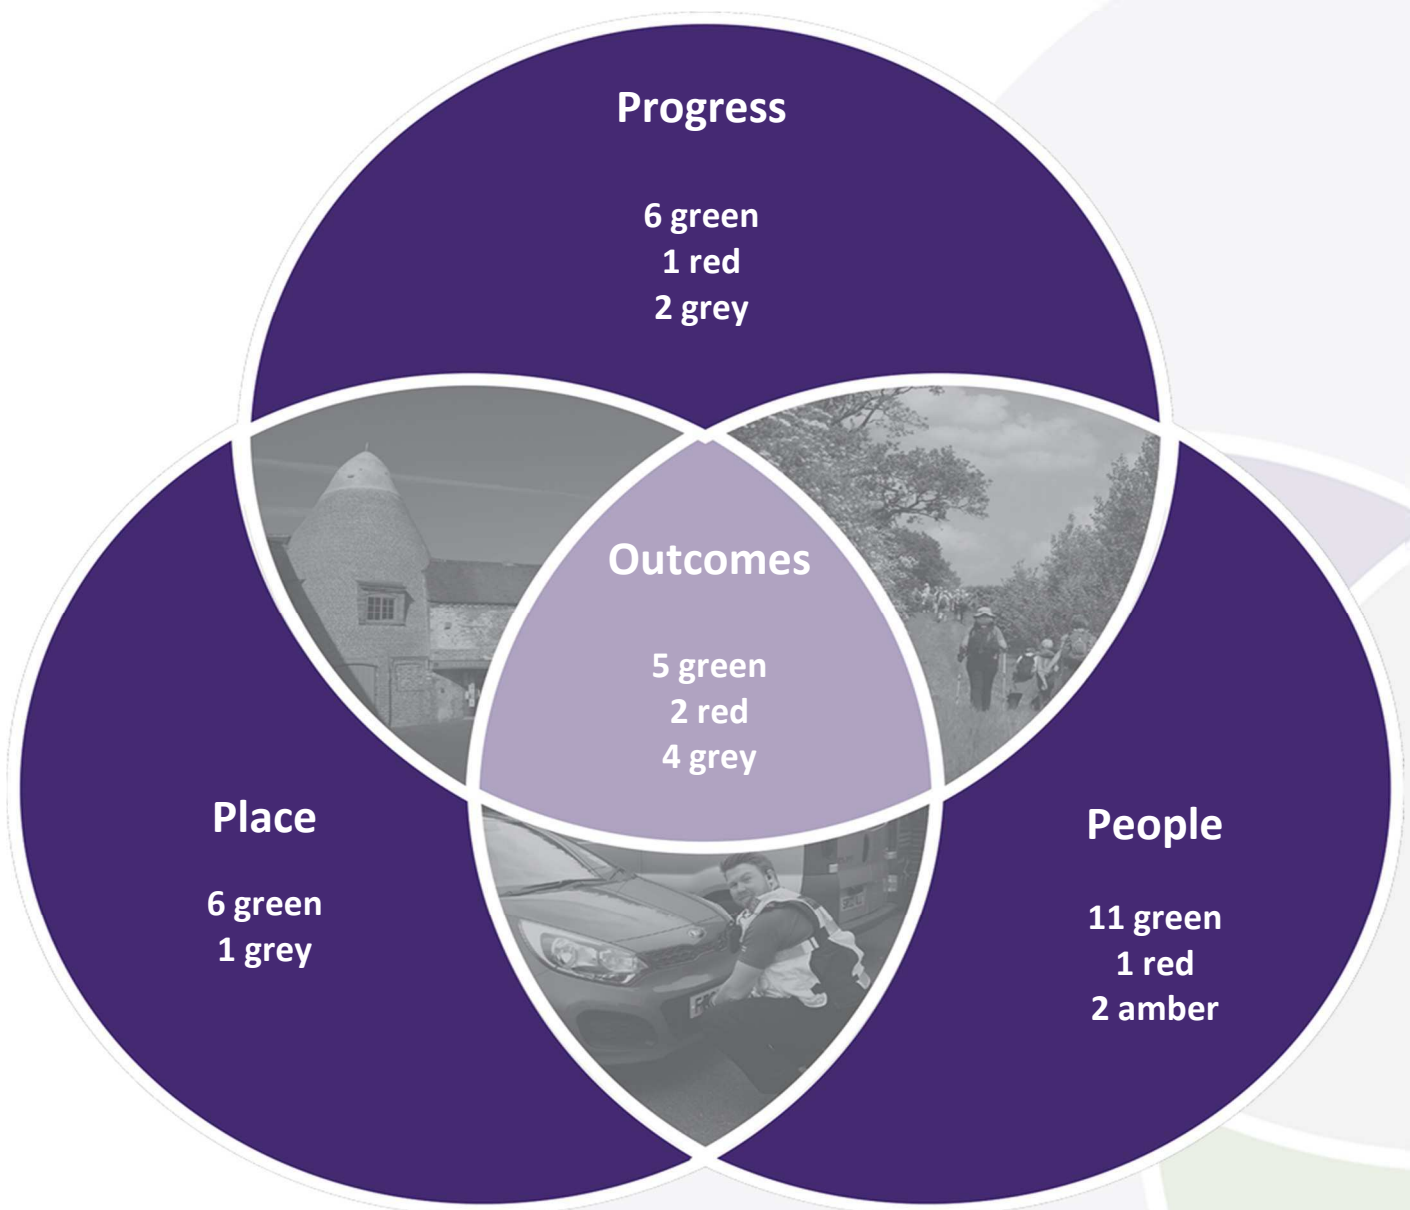 Progress
6 green
1 red
2 grey
Outcomes
5 green
2 red
4 grey
Place
6 green
1 grey
People
11 green
1 red
2 amber